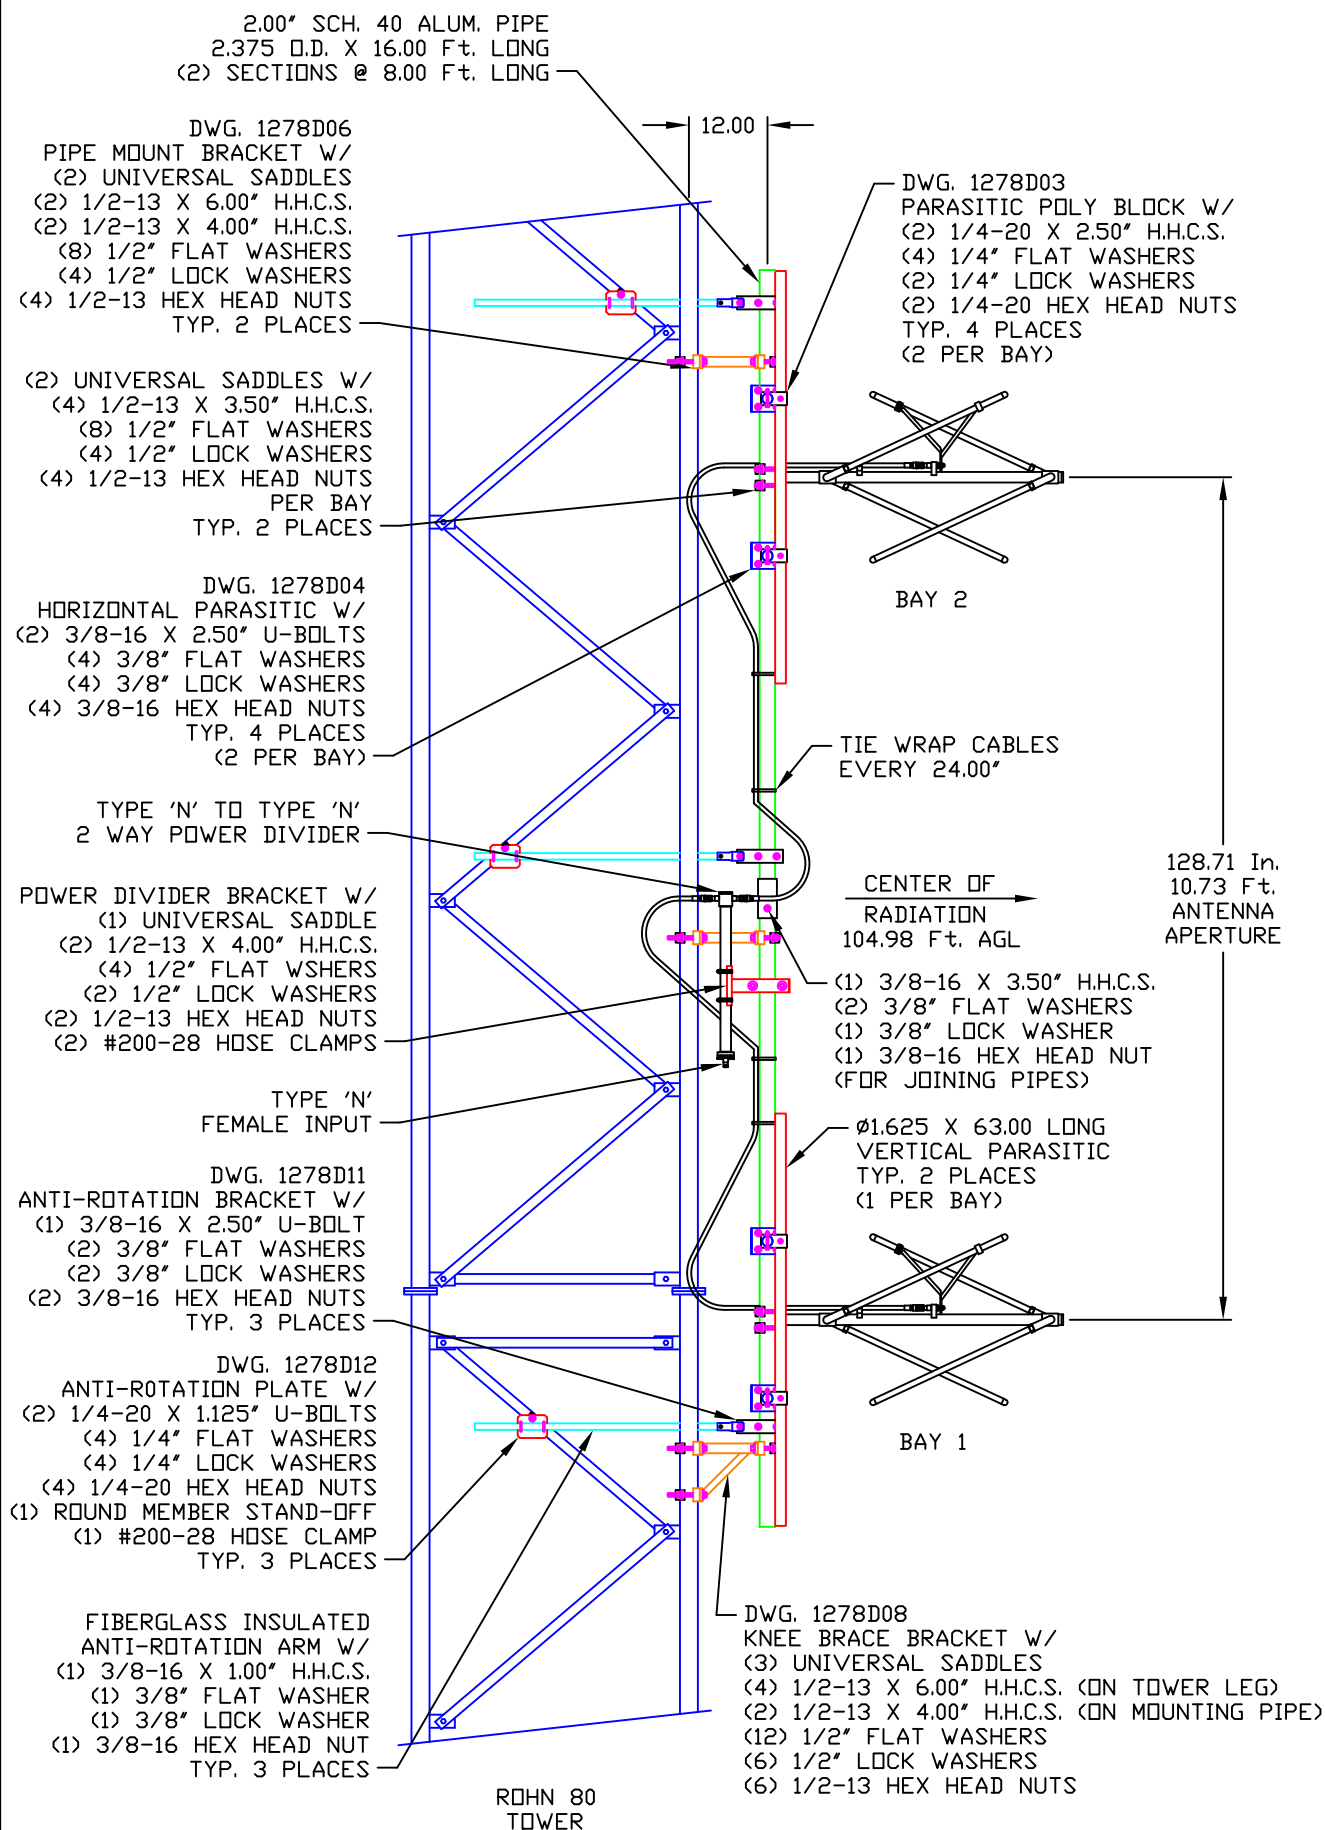 2.00" SCH. 40 ALUM. PIPE
2.375 O.D. X 16.00 Ft. LONG
(2) SECTIONS @ 8.00 Ft. LONG
12.00
DWG. 1278D06
PIPE MOUNT BRACKET W/
(2) UNIVERSAL SADDLES
(2) 1/2-13 X 6.00" H.H.C.S.
(2) 1/2-13 X 4.00" H.H.C.S.
(8) 1/2" FLAT WASHERS
(4) 1/2" LOCK WASHERS
(4) 1/2-13 HEX HEAD NUTS
TYP. 2 PLACES
DWG. 1278D03
PARASITIC POLY BLOCK W/
(2) 1/4-20 X 2.50" H.H.C.S.
(4) 1/4" FLAT WASHERS
(2) 1/4" LOCK WASHERS
(2) 1/4-20 HEX HEAD NUTS
TYP. 4 PLACES
(2 PER BAY)
(2) UNIVERSAL SADDLES W/
(4) 1/2-13 X 3.50" H.H.C.S.
(8) 1/2" FLAT WASHERS
(4) 1/2" LOCK WASHERS
(4) 1/2-13 HEX HEAD NUTS
PER BAY
TYP. 2 PLACES
DWG. 1278D04
HORIZONTAL PARASITIC W/
(2) 3/8-16 X 2.50" U-BOLTS
(4) 3/8" FLAT WASHERS
(4) 3/8" LOCK WASHERS
(4) 3/8-16 HEX HEAD NUTS
TYP. 4 PLACES
(2 PER BAY)
BAY 2
TIE WRAP CABLES
EVERY 24.00"
TYPE 'N' TO TYPE 'N'
2 WAY POWER DIVIDER
128.71 In.
10.73 Ft.
ANTENNA
APERTURE
CENTER OF
RADIATION
104.98 Ft. AGL
POWER DIVIDER BRACKET W/
(1) UNIVERSAL SADDLE
(2) 1/2-13 X 4.00" H.H.C.S.
(4) 1/2" FLAT WSHERS
(2) 1/2" LOCK WASHERS
(2) 1/2-13 HEX HEAD NUTS
(2) #200-28 HOSE CLAMPS
(1) 3/8-16 X 3.50" H.H.C.S.
(2) 3/8" FLAT WASHERS
(1) 3/8" LOCK WASHER
(1) 3/8-16 HEX HEAD NUT
(FOR JOINING PIPES)
TYPE 'N'
FEMALE INPUT
Ø1.625 X 63.00 LONG
VERTICAL PARASITIC
TYP. 2 PLACES
(1 PER BAY)
DWG. 1278D11
ANTI-ROTATION BRACKET W/
(1) 3/8-16 X 2.50" U-BOLT
(2) 3/8" FLAT WASHERS
(2) 3/8" LOCK WASHERS
(2) 3/8-16 HEX HEAD NUTS
TYP. 3 PLACES
DWG. 1278D12
ANTI-ROTATION PLATE W/
(2) 1/4-20 X 1.125" U-BOLTS
(4) 1/4" FLAT WASHERS
(4) 1/4" LOCK WASHERS
(4) 1/4-20 HEX HEAD NUTS
(1) ROUND MEMBER STAND-OFF
(1) #200-28 HOSE CLAMP
TYP. 3 PLACES
BAY 1
FIBERGLASS INSULATED
ANTI-ROTATION ARM W/
(1) 3/8-16 X 1.00" H.H.C.S.
(1) 3/8" FLAT WASHER
(1) 3/8" LOCK WASHER
(1) 3/8-16 HEX HEAD NUT
TYP. 3 PLACES
DWG. 1278D08
KNEE BRACE BRACKET W/
(3) UNIVERSAL SADDLES
(4) 1/2-13 X 6.00" H.H.C.S. (ON TOWER LEG)
(2) 1/2-13 X 4.00" H.H.C.S. (ON MOUNTING PIPE)
(12) 1/2" FLAT WASHERS
(6) 1/2" LOCK WASHERS
(6) 1/2-13 HEX HEAD NUTS
ROHN 80
TOWER